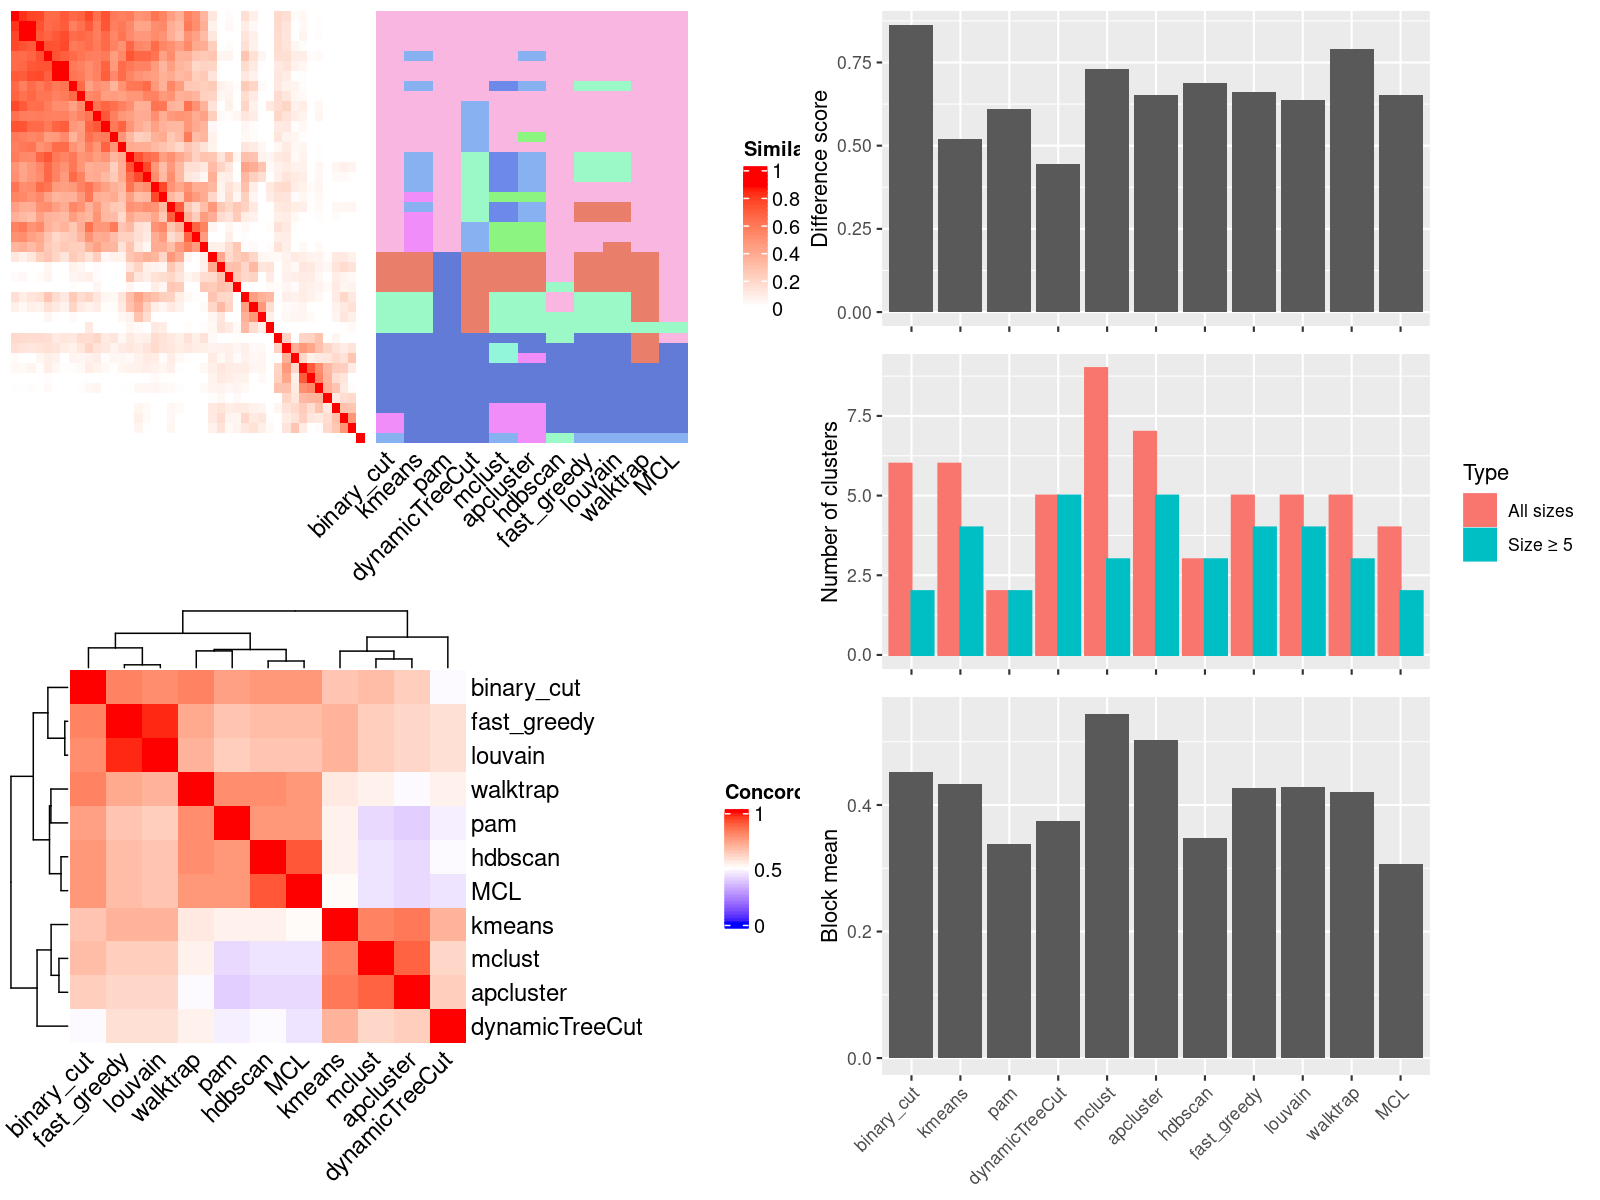 Simila
1
0.8
0.6
0.4
0.2
0
binary_cut
kmeans
pam
dynamicTreeCut
mclust
apcluster
hdbscan
fast_greedy
louvain
walktrap
MCL
Difference score
0.75
0.50
0.25
0.00
Number of clusters
7.5
5.0
2.5
0.0
Type
All sizes
Size ≥ 5
binary_cut
fast_greedy
louvain
walktrap
pam
hdbscan
MCL
kmeans
mclust
apcluster
dynamicTreeCut
binary_cut
fast_greedy
louvain
walktrap
pam
hdbscan
MCL
kmeans
mclust
apcluster
dynamicTreeCut
Concord
1
0.5
0
Block mean
0.4
0.2
0.0
binary_cut
kmeans
pam
dynamicTreeCut
mclust
apcluster
hdbscan
fast_greedy
louvain
walktrap
MCL